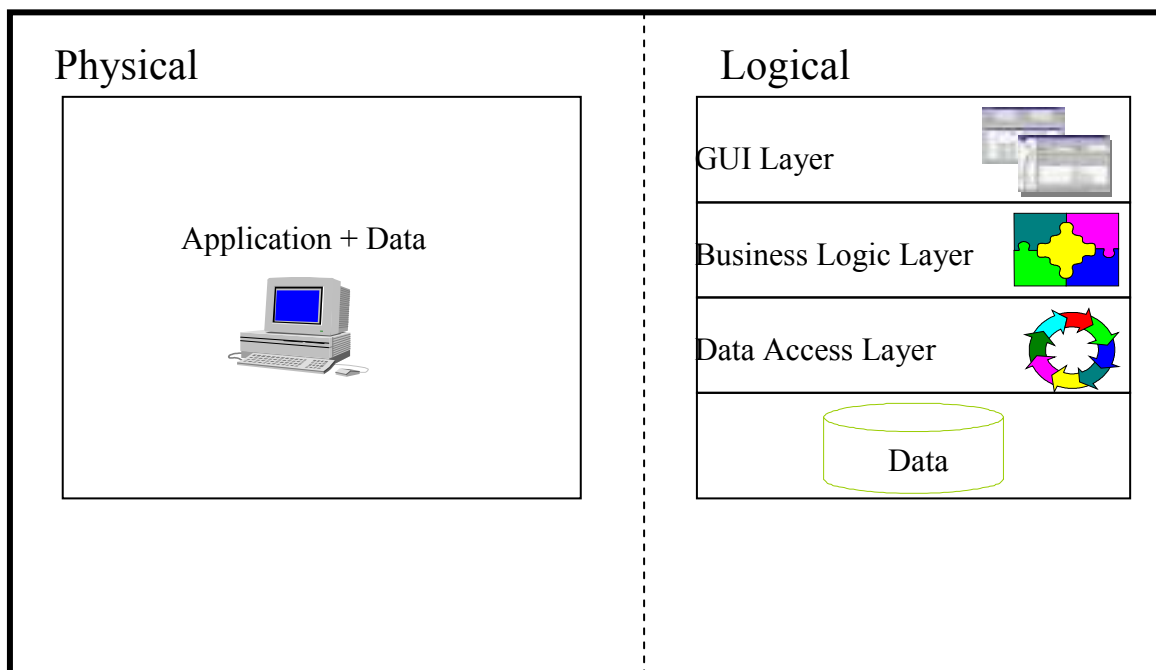 Physical
Logical
Application + Data
GUI Layer
Business Logic Layer
Data Access Layer
Data